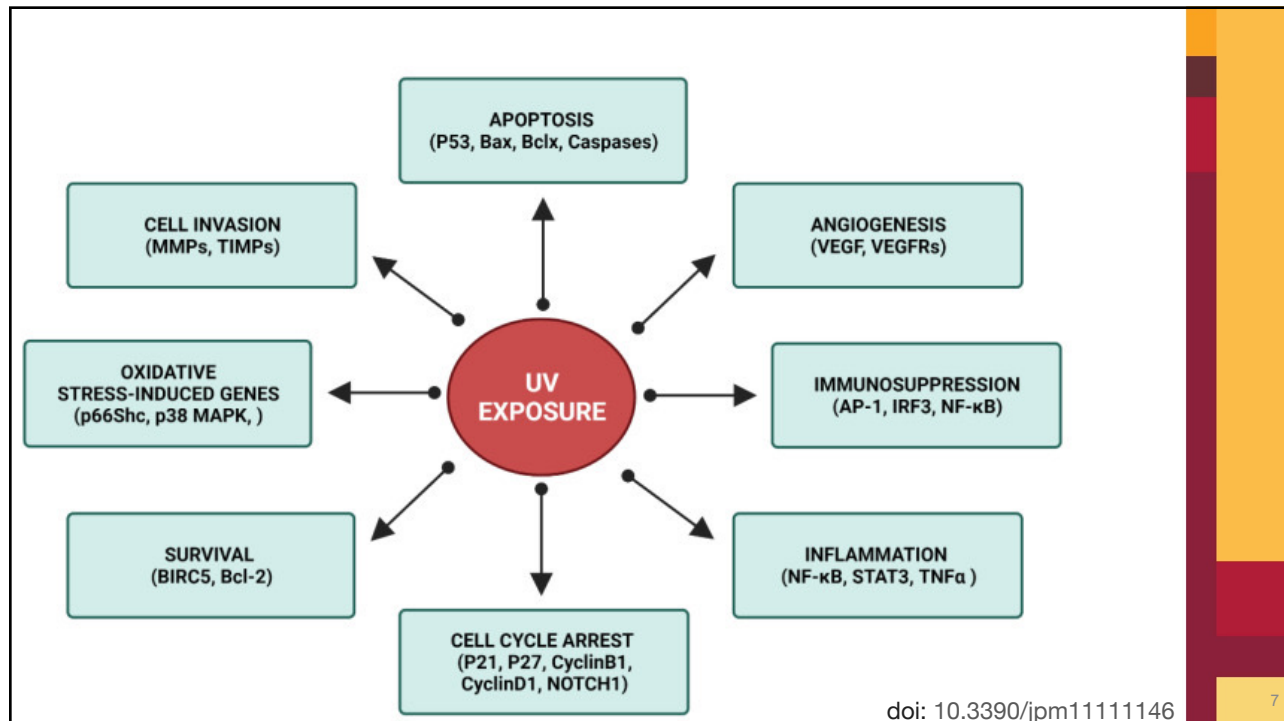 APOPTOSIS
(P53, Bax, Bclx, Caspases)
CELL INVASION
(MMPs, TIMPs)
ANGIOGENESIS
(VEGF, VEGFRs)
OXIDATIVE
STRESS-INDUCED GENES
(p66Shc, p38 MAPK, )
UV
EXPOSURE
IMMUNOSUPPRESSION
(AP-1, IRF3, NF-κB)
SURVIVAL
(BIRC5, Bcl-2)
INFLAMMATION
(NF-κB, STAT3, TNFα )
CELL CYCLE ARREST
(P21, P27, CyclinB1,
CyclinD1, NOTCH1)
doi: 10.3390/jpm11111146
7